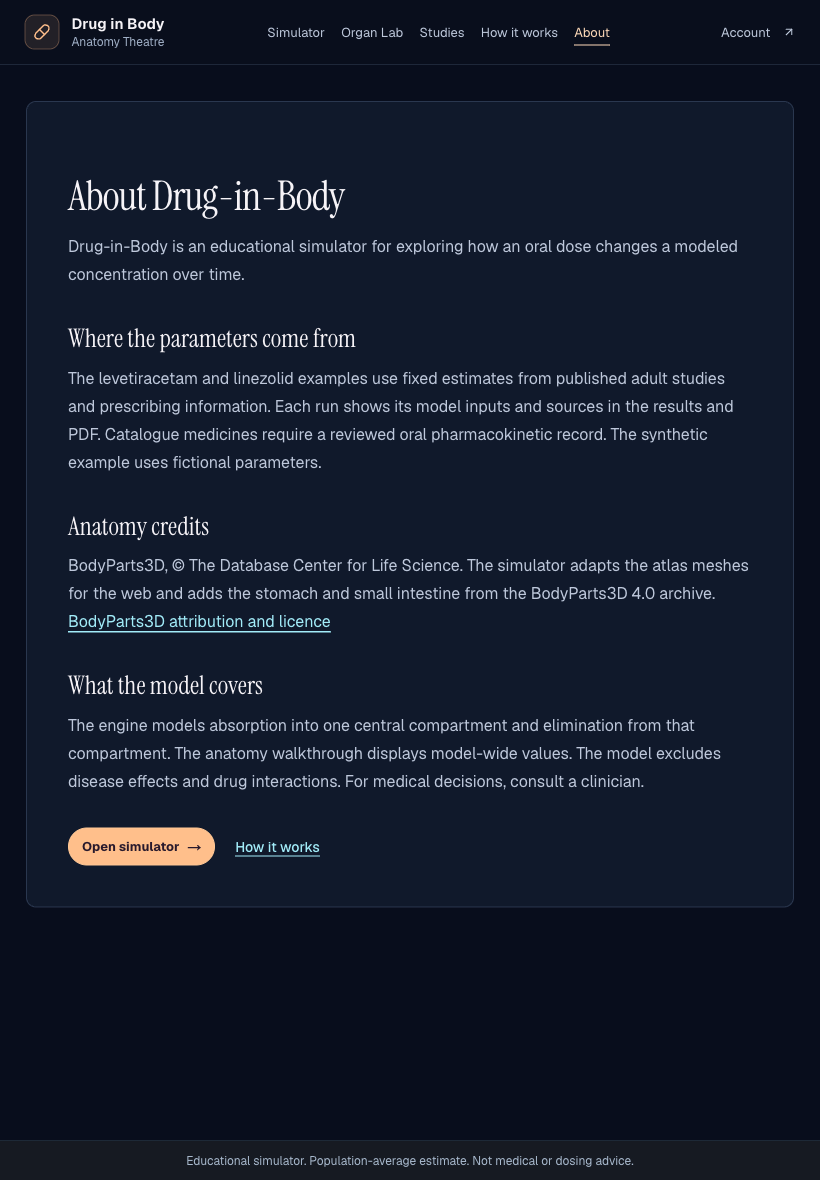 Drug in Body
Anatomy Theatre
Simulator
Organ Lab
Studies
How it works
About
Account
About Drug-in-Body
Drug-in-Body is an educational simulator for exploring how an oral dose changes a modeled
concentration over time.
Where the parameters come from
The levetiracetam and linezolid examples use fixed estimates from published adult studies
and prescribing information. Each run shows its model inputs and sources in the results and
PDF. Catalogue medicines require a reviewed oral pharmacokinetic record. The synthetic
example uses fictional parameters.
Anatomy credits
BodyParts3D, © The Database Center for Life Science. The simulator adapts the atlas meshes
for the web and adds the stomach and small intestine from the BodyParts3D 4.0 archive.
BodyParts3D attribution and licence
What the model covers
The engine models absorption into one central compartment and elimination from that
compartment. The anatomy walkthrough displays model-wide values. The model excludes
disease effects and drug interactions. For medical decisions, consult a clinician.
Open simulator →
How it works
Educational simulator. Population-average estimate. Not medical or dosing advice.